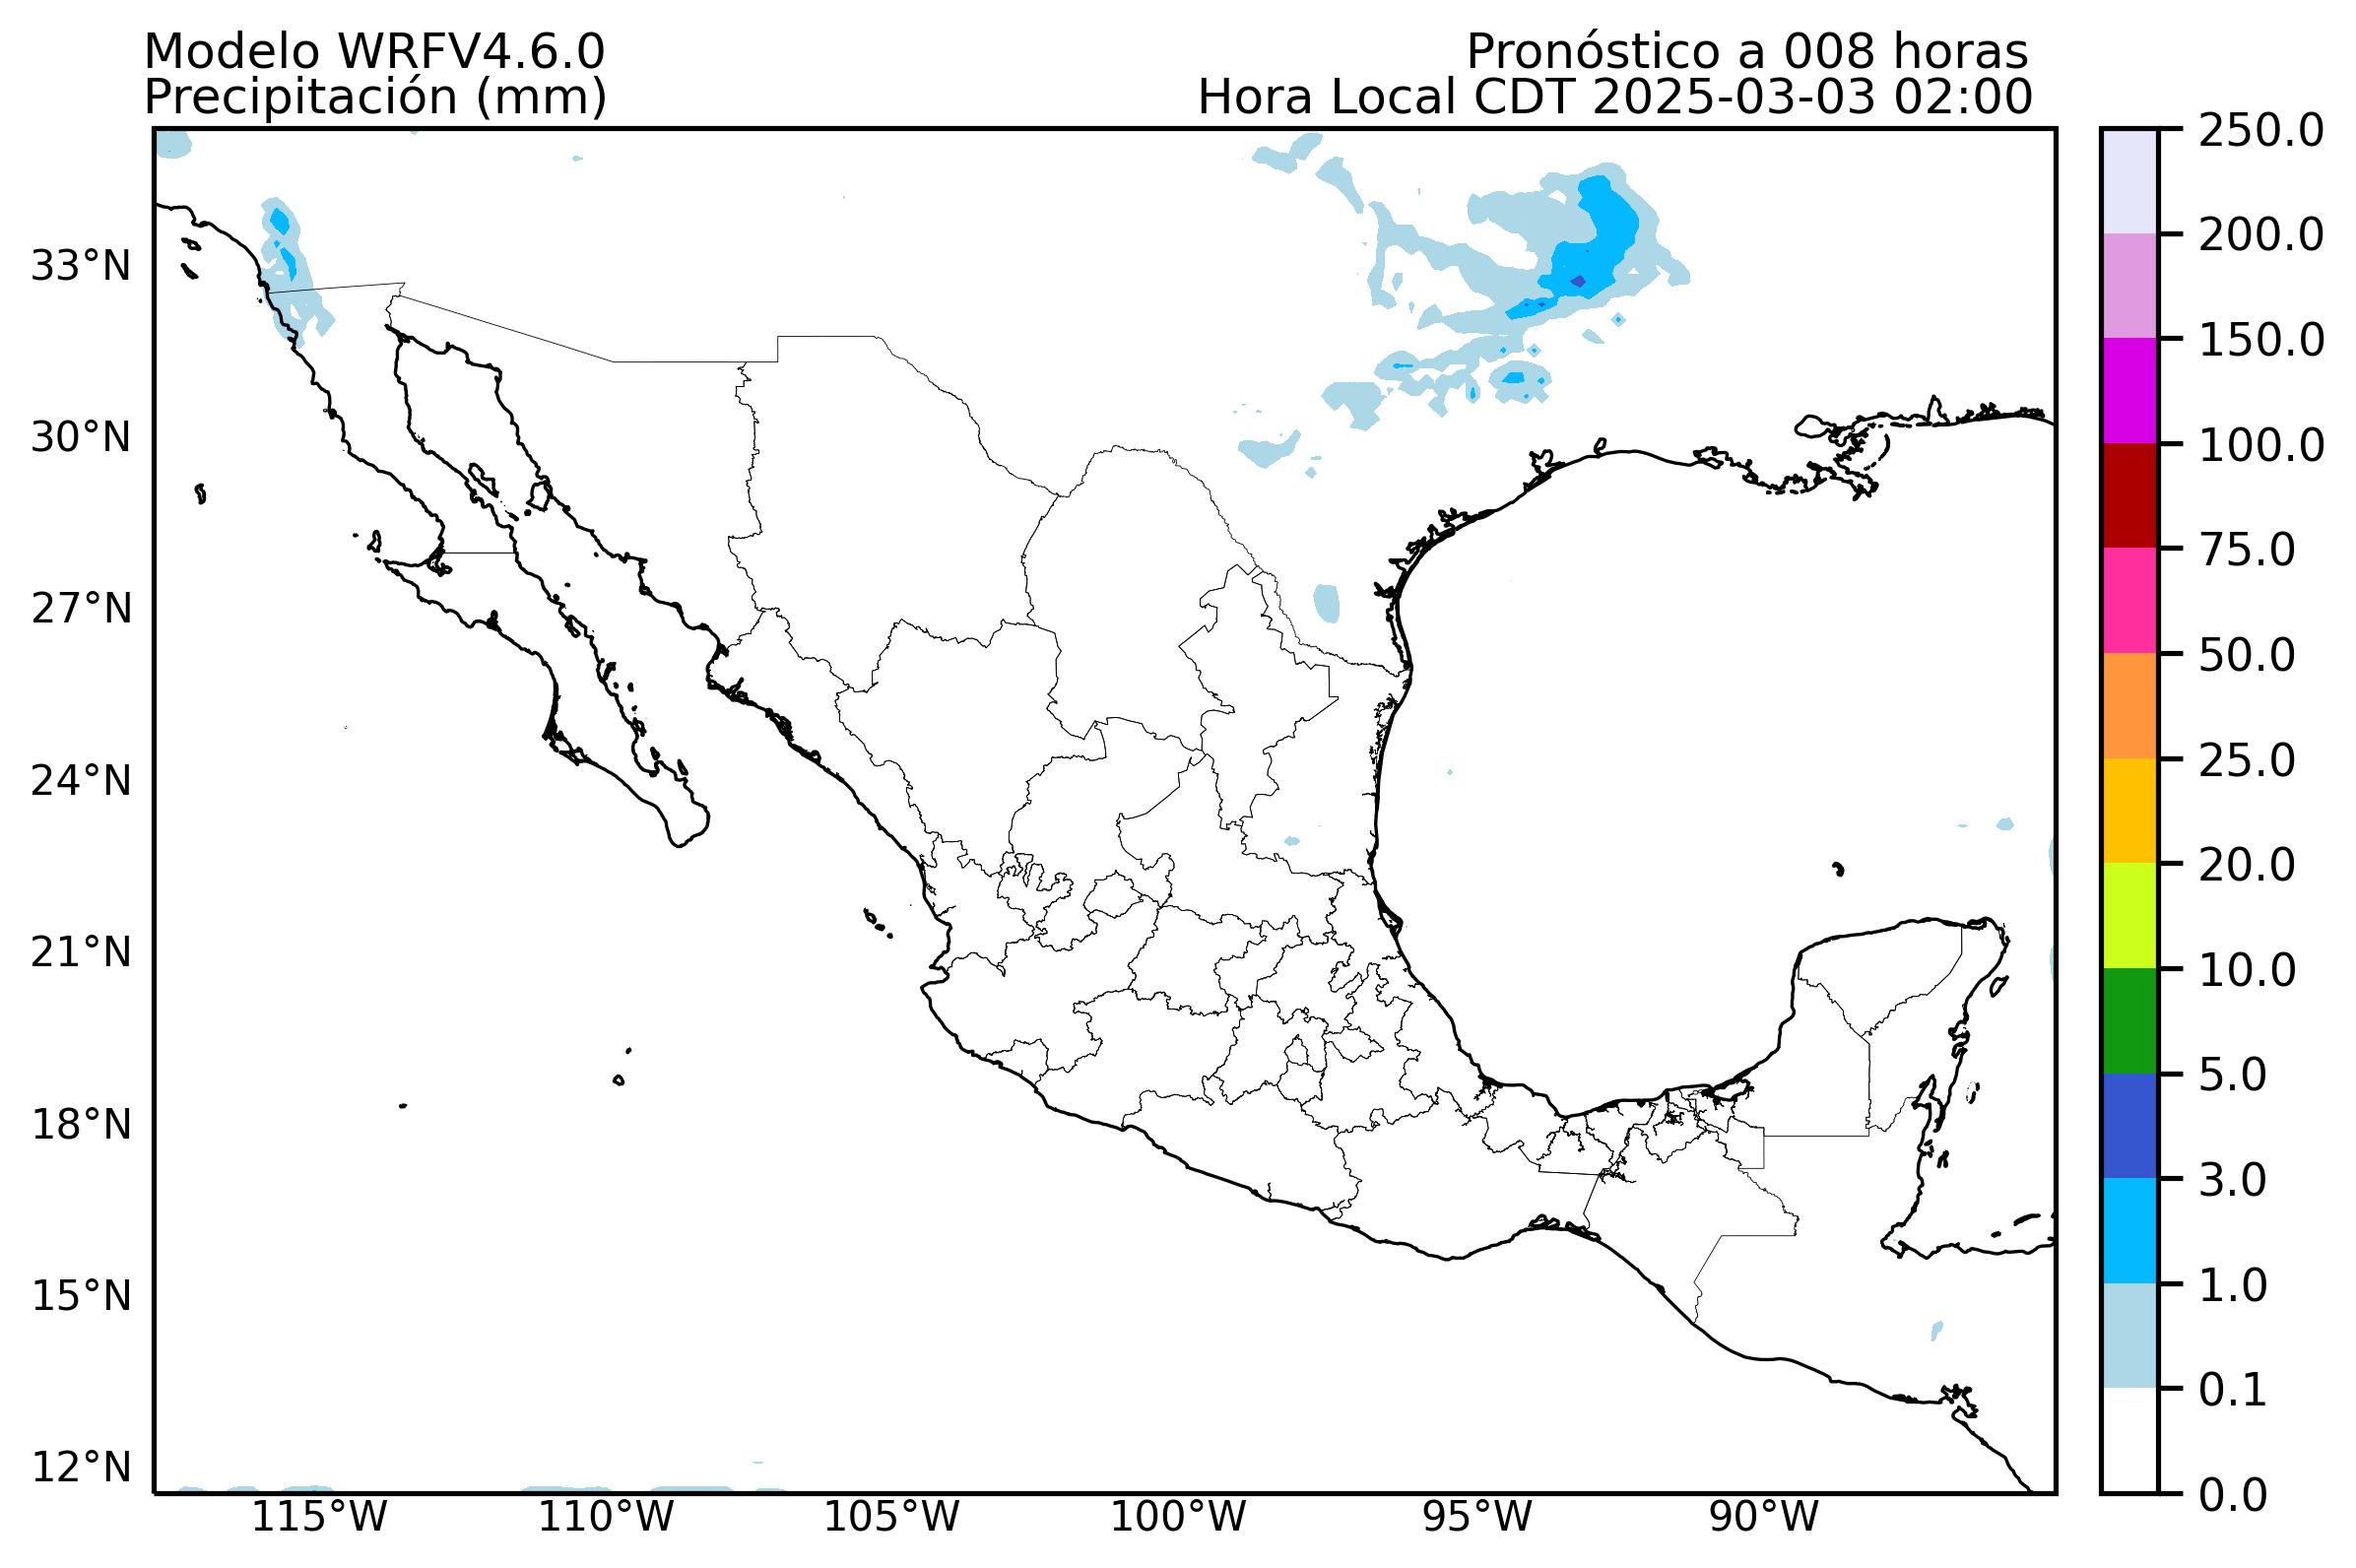 Modelo WRFV4.6.0
Pronóstico a 008 horas
Precipitación (mm)
Hora Local CDT 2025-03-03 02:00
33°N
30°N
27°N
24°N
21°N
18°N
15°N
12°N
115°W
110°W
105°W
100°W
95°W
90°W
250.0
200.0
150.0
100.0
75.0
50.0
25.0
20.0
10.0
5.0
3.0
1.0
0.1
0.0